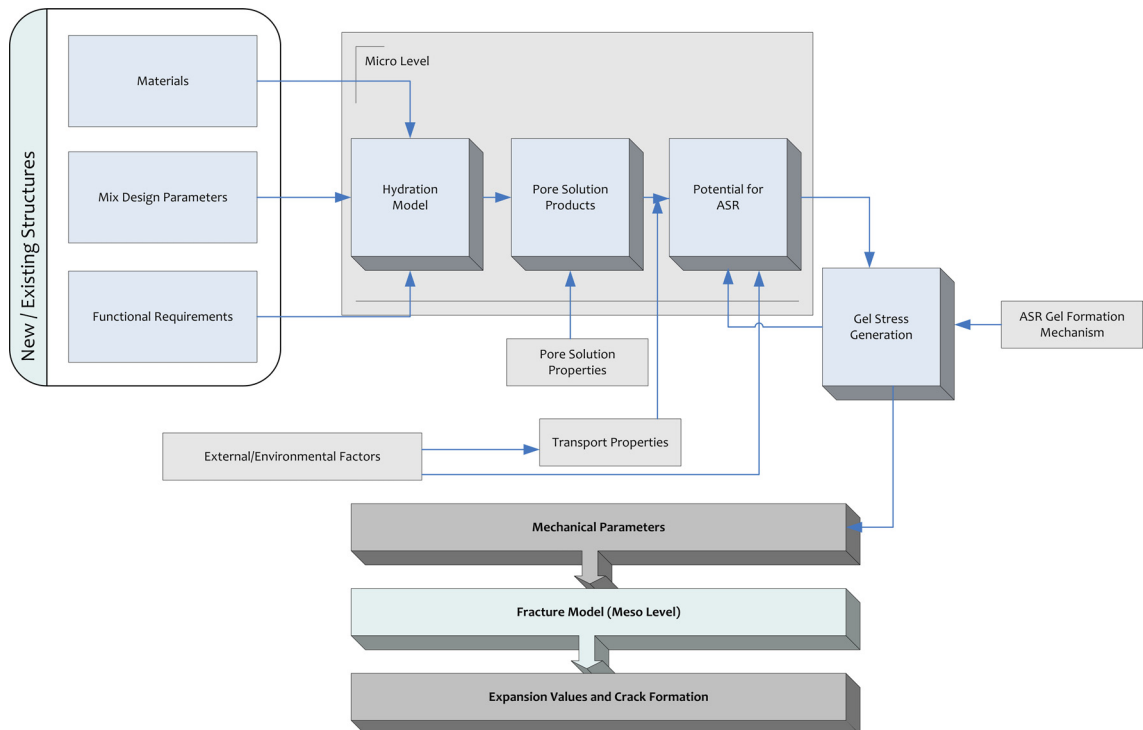 New / Existing Structures
Materials
Mix Design Parameters
Functional Requirements
Micro Level
Hydration
Model
Pore Solution
Products
Potential for
ASR
Gel Stress
Generation
ASR Gel Formation
Mechanism
Pore Solution
Properties
Transport Properties
External/Environmental Factors
Mechanical Parameters
Fracture Model (Meso Level)
Expansion Values and Crack Formation